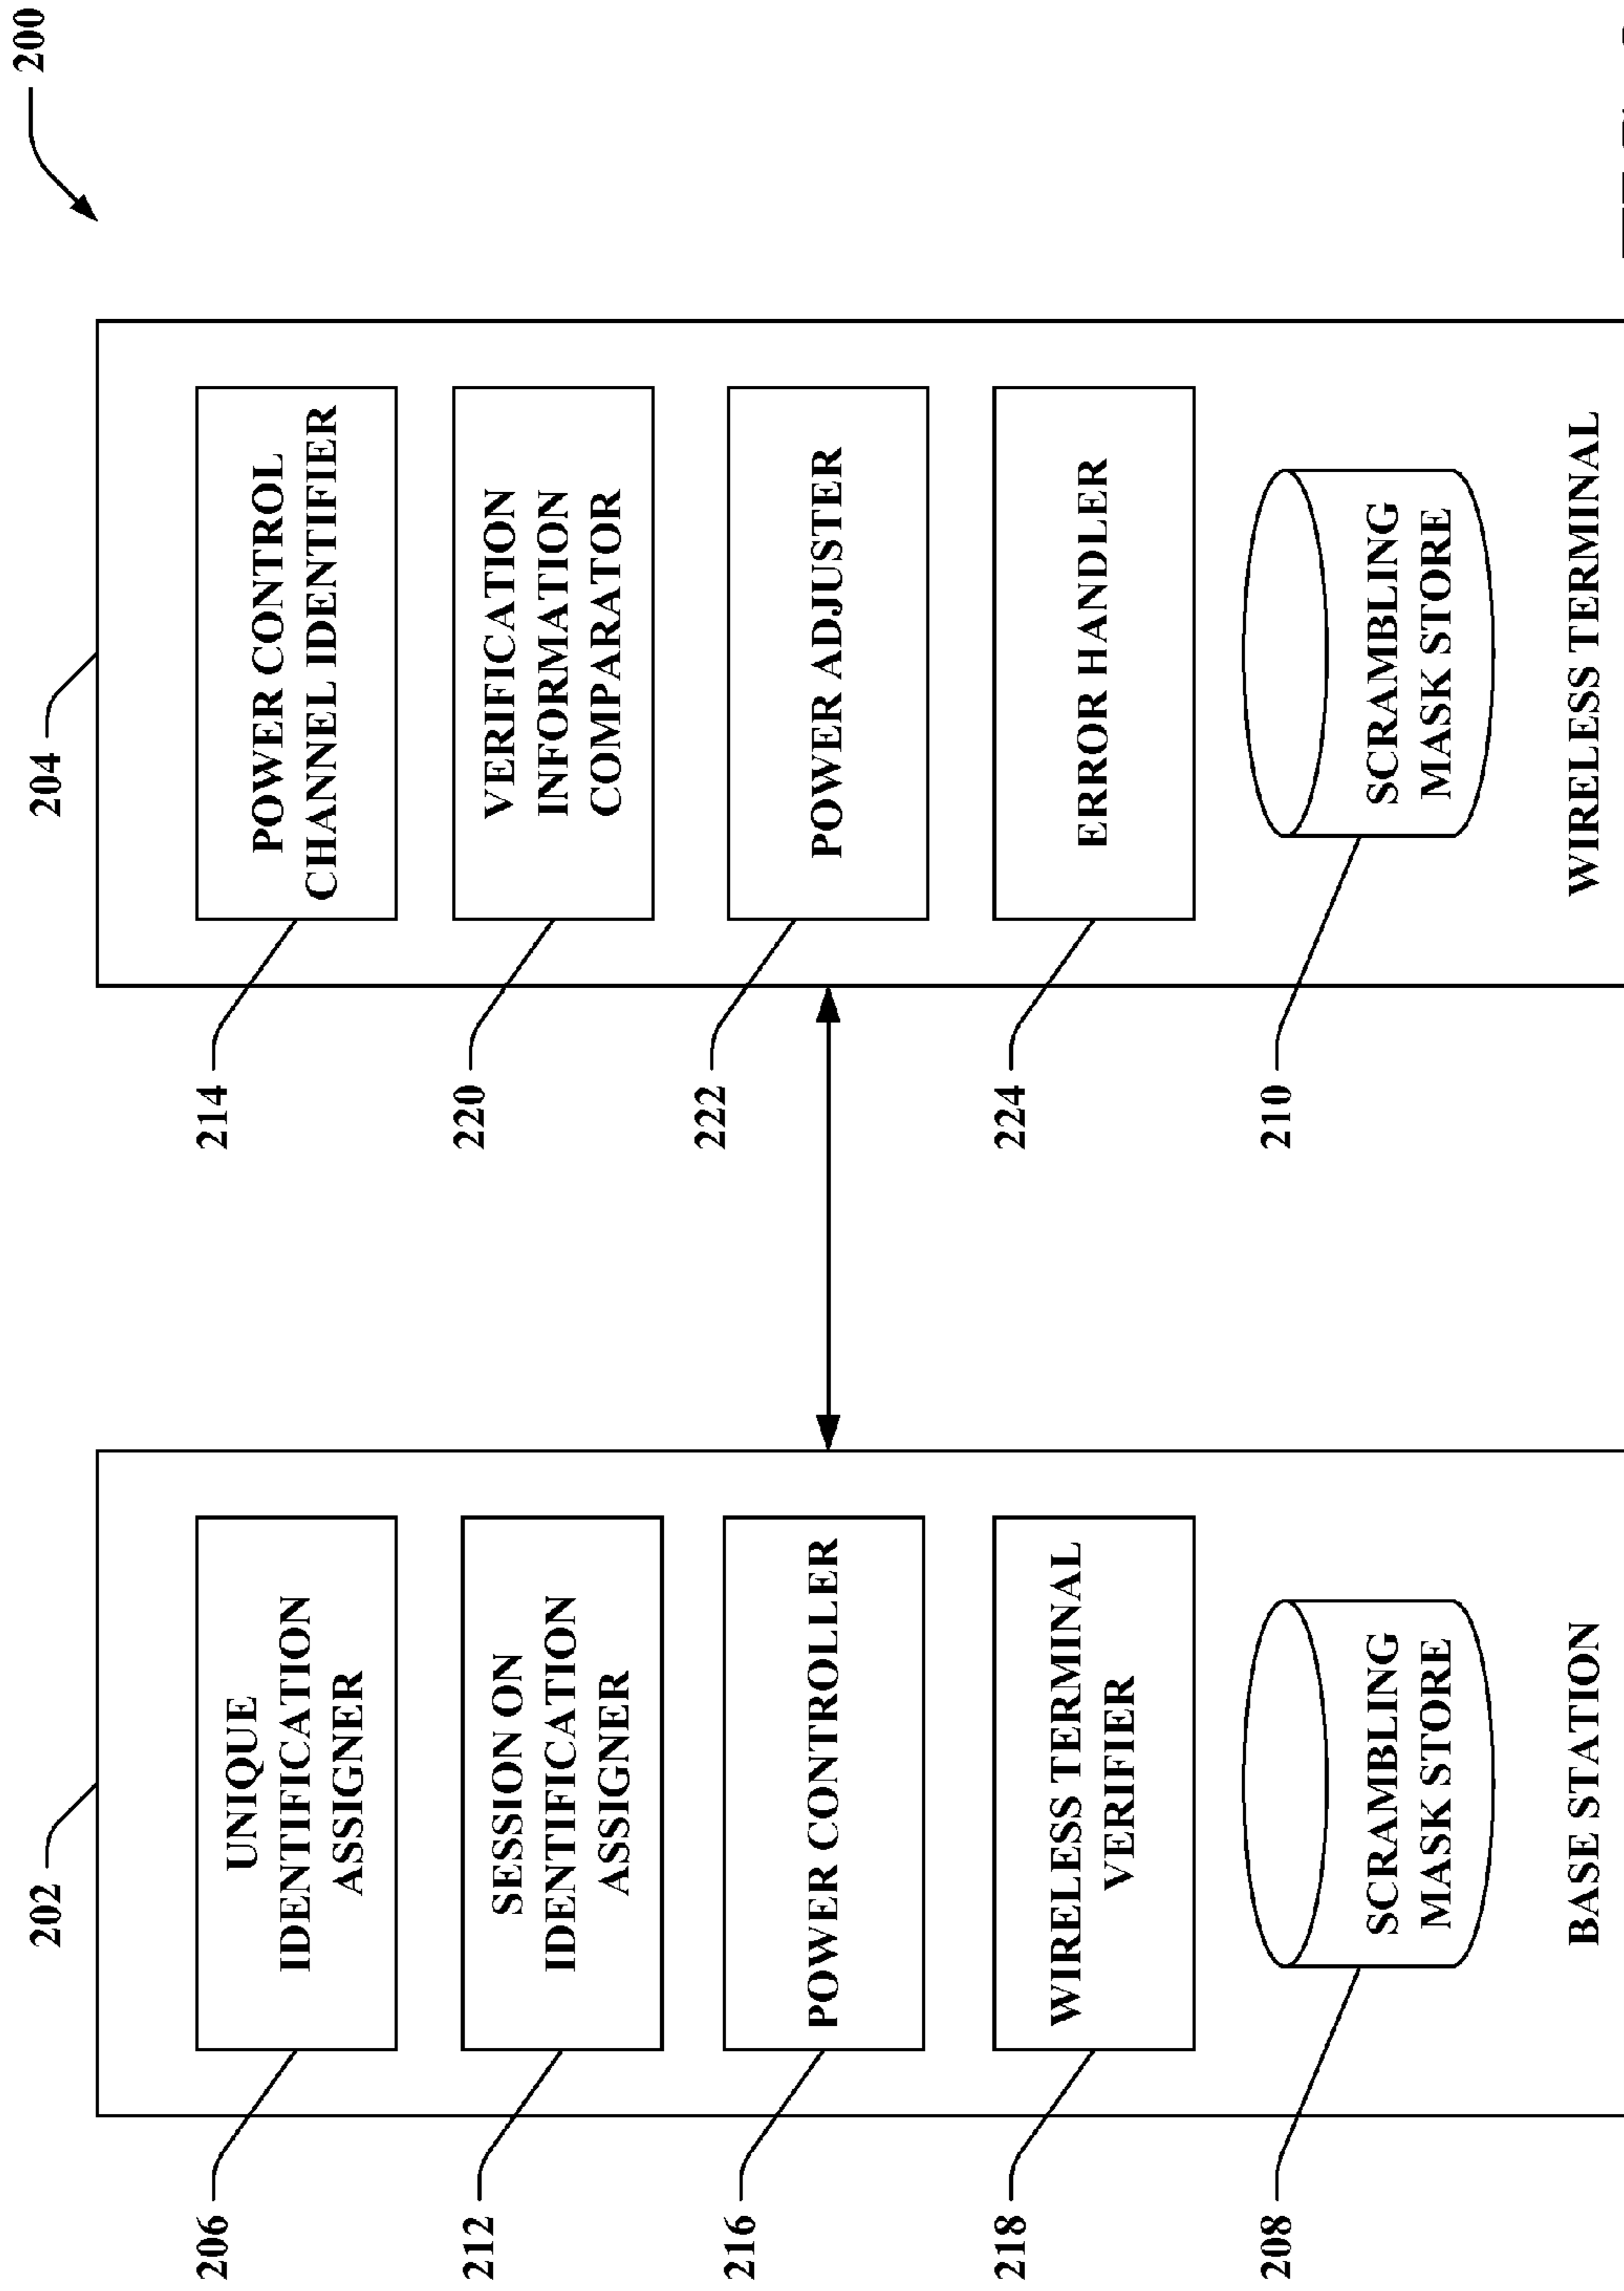 200
202
206
UNIQUE
IDENTIFICATION
ASSIGNER
212
SESSION ON
IDENTIFICATION
ASSIGNER
216
POWER CONTROLLER
218
WIRELESS TERMINAL
VERIFIER
208
SCRAMBLING
MASK STORE
BASE STATION
204
214
POWER CONTROL
CHANNEL IDENTIFIER
220
VERIFICATION
INFORMATION
COMPARATOR
222
POWER ADJUSTER
224
ERROR HANDLER
210
SCRAMBLING
MASK STORE
WIRELESS TERMINAL